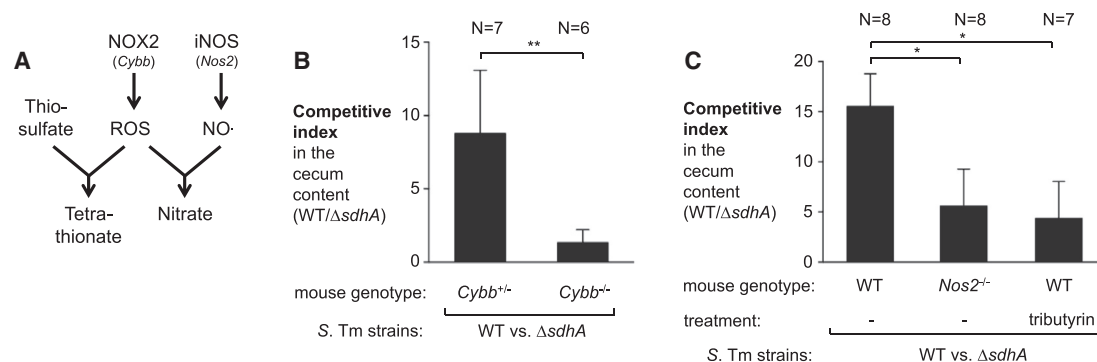 A
NOX2
(Cybb)
iNOS
(Nos2)
Thio-
sulfate
ROS
NO·
Tetra-
thionate
Nitrate
B
N=7 N=6
**
Competitive
index
in the
cecum
content
(WT/ΔsdhA)
15
10
5
0
mouse genotype: Cybb+/- Cybb-/-
S. Tm strains: WT vs. ΔsdhA
C
N=8 N=8 N=7
*
*
Competitive
index
in the
cecum
content
(WT/ΔsdhA)
20
15
10
5
0
mouse genotype: WT Nos2-/- WT
treatment: - - tributyrin
S. Tm strains: WT vs. ΔsdhA